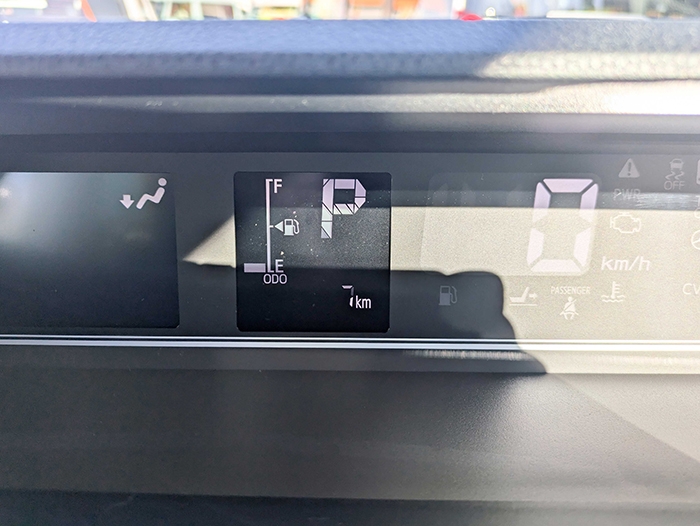 F
P
E
ODO
7km
0
km/h
PWR
OFF
PASSENGER